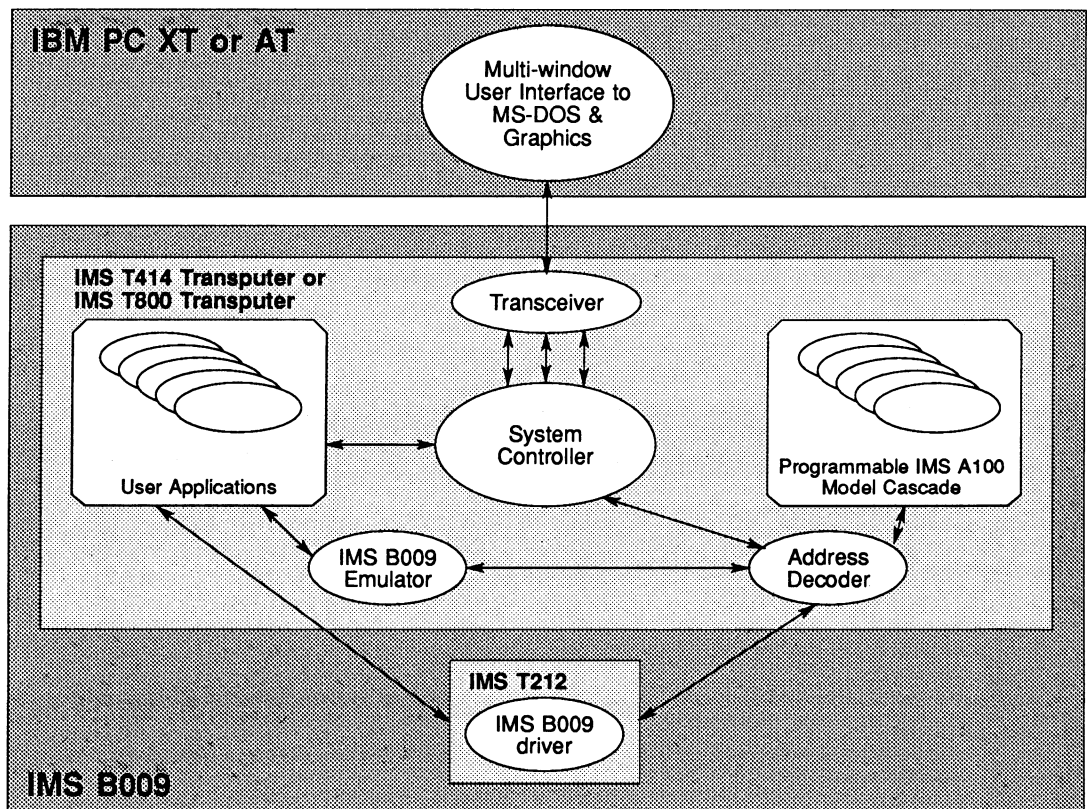 IBM PC XT or AT
Multi-window
User Interface to
MS-DOS &
Graphics
IMS T414 Transputer or
IMS T800 Transputer
Transceiver
System
Controller
User Applications
Programmable IMS A100
Model Cascade
IMS B009
Emulator
Address
Decoder
IMS T212
IMS B009
driver
IMS B009